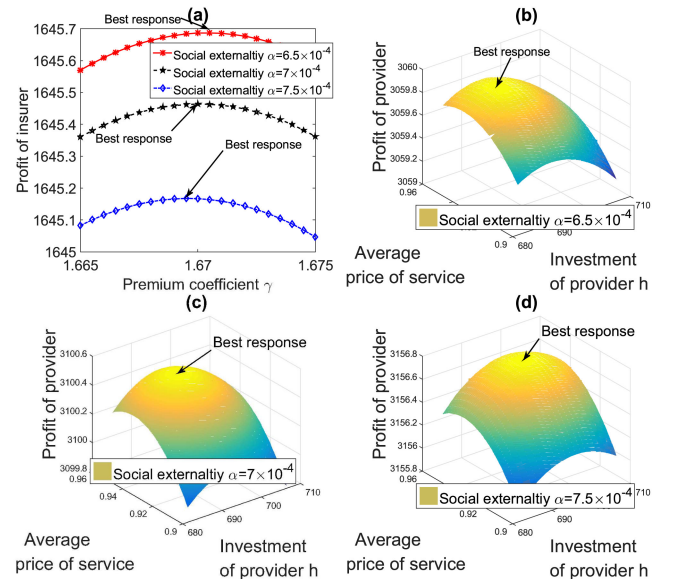 (a)
Best response
1645.7
1645.6
1645.5
1645.4
1645.3
1645.2
1645.1
1645
Profit of insurer
Social externaltiy α=6.5×10-4
Social externaltiy α=7×10-4
Social externaltiy α=7.5×10-4
Best response
Best response
1.665
1.67
1.675
Premium coefficient γ
(b)
Best response
3060
3059.8
3059.6
3059.4
3059.2
3059
Profit of provider
0.96
0.9
680
690
710
Social externaltiy α=6.5×10-4
Average
price of service
Investment
of provider h
(c)
Best response
3100.6
3100.4
3100.2
3100
3099.8
Profit of provider
0.96
0.94
0.92
0.9
680
690
700
710
Social externaltiy α=7×10-4
Average
price of service
Investment
of provider h
(d)
Best response
3156.8
3156.6
3156.4
3156.2
3156
3155.8
Profit of provider
0.96
0.94
0.92
0.9
680
690
710
Social externaltiy α=7.5×10-4
Average
price of service
Investment
of provider h